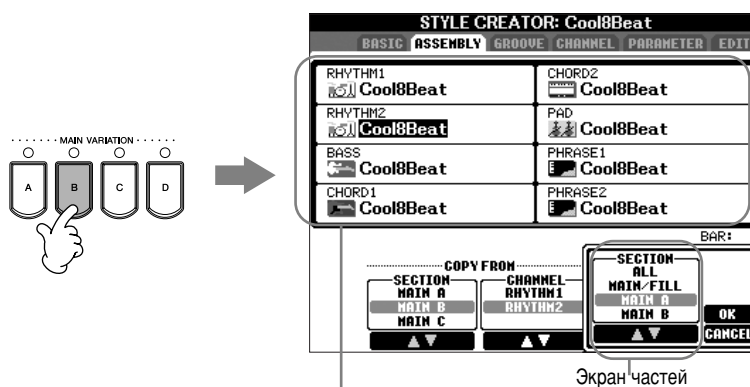 STYLE CREATOR: Cool8Beat
BASIC ASSEMBLY GROOVE CHANNEL PARAMETER EDIT
RHYTHM1
Cool8Beat
CHORD2
Cool8Beat
RHYTHM2
Cool8Beat
PAD
Cool8Beat
BASS
Cool8Beat
PHRASE1
Cool8Beat
CHORD1
Cool8Beat
PHRASE2
Cool8Beat
MAIN VARIATION
A B C D
BAR:
COPY FROM
SECTION
MAIN A
MAIN B
MAIN C
CHANNEL
RHYTHM1
RHYTHM2
SECTION
ALL
MAIN/FILL
MAIN A
MAIN B
OK
CANCEL
Экран частей